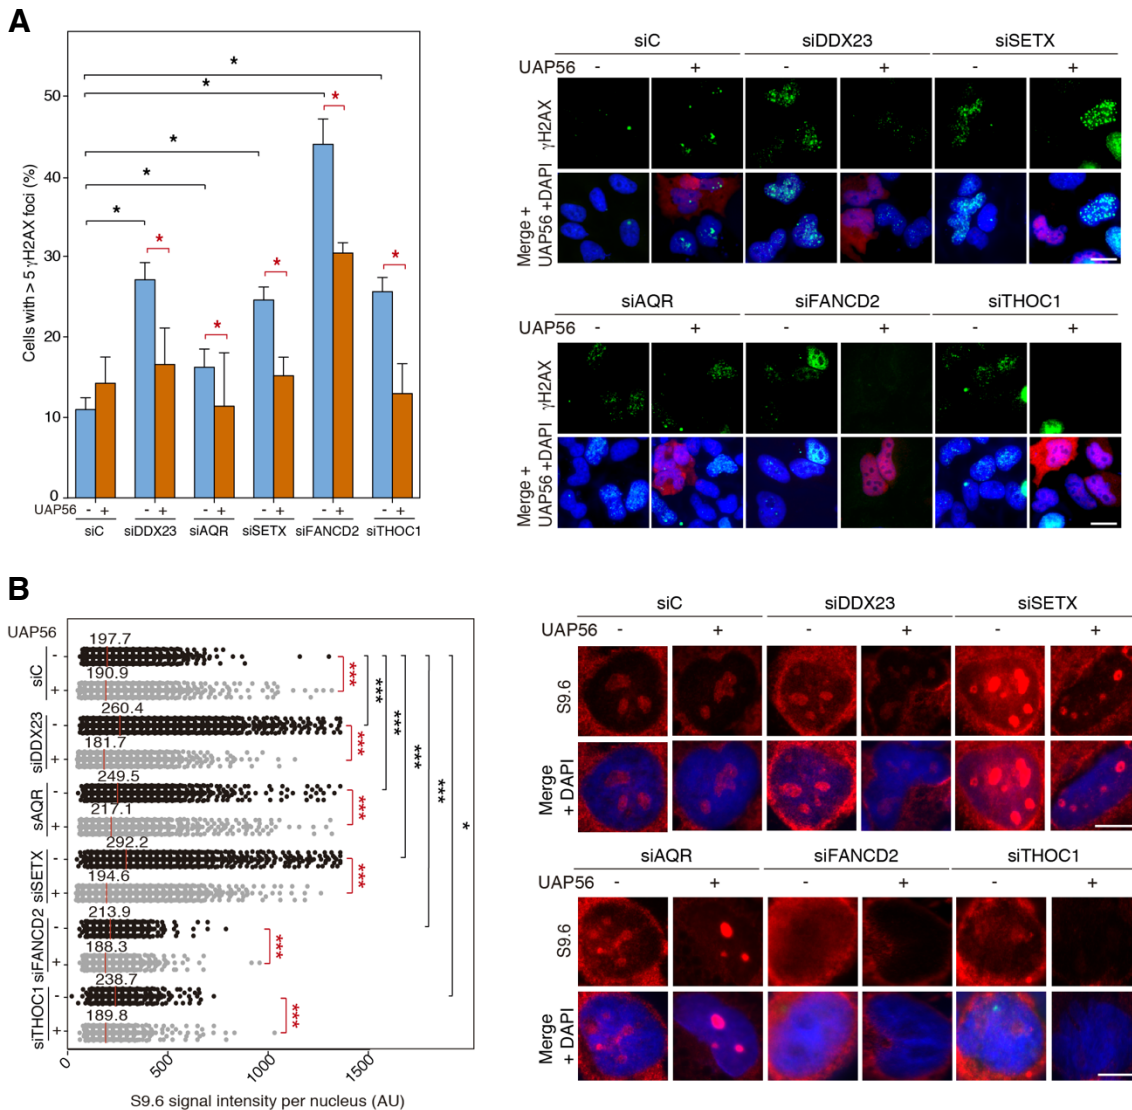 A
Cells with > 5 γH2AX foci (%)
50
40
30
20
10
0
* * * * *
* * * * *
UAP56 - + - + - + - + - + - +
siC siDDX23 siAQR siSETX siFANCD2 siTHOC1
siC siDDX23 siSETX
UAP56 - + - + - +
γH2AX
Merge + UAP56 +DAPI
siAQR siFANCD2 siTHOC1
UAP56 - + - + - +
γH2AX
Merge + UAP56 +DAPI
B
UAP56
siC
- 197.7
+ 190.9
siDDX23
- 260.4
+ 181.7
sAQR
- 249.5
+ 217.1
siSETX
- 292.2
+ 194.6
siFANCD2
- 213.9
+ 188.3
siTHOC1
- 238.7
+ 189.8
*** *** *** *** *** ***
*** *** *** *** *
0 500 1000 1500
S9.6 signal intensity per nucleus (AU)
siC siDDX23 siSETX
UAP56 - + - + - +
S9.6
Merge + DAPI
siAQR siFANCD2 siTHOC1
UAP56 - + - + - +
S9.6
Merge + DAPI